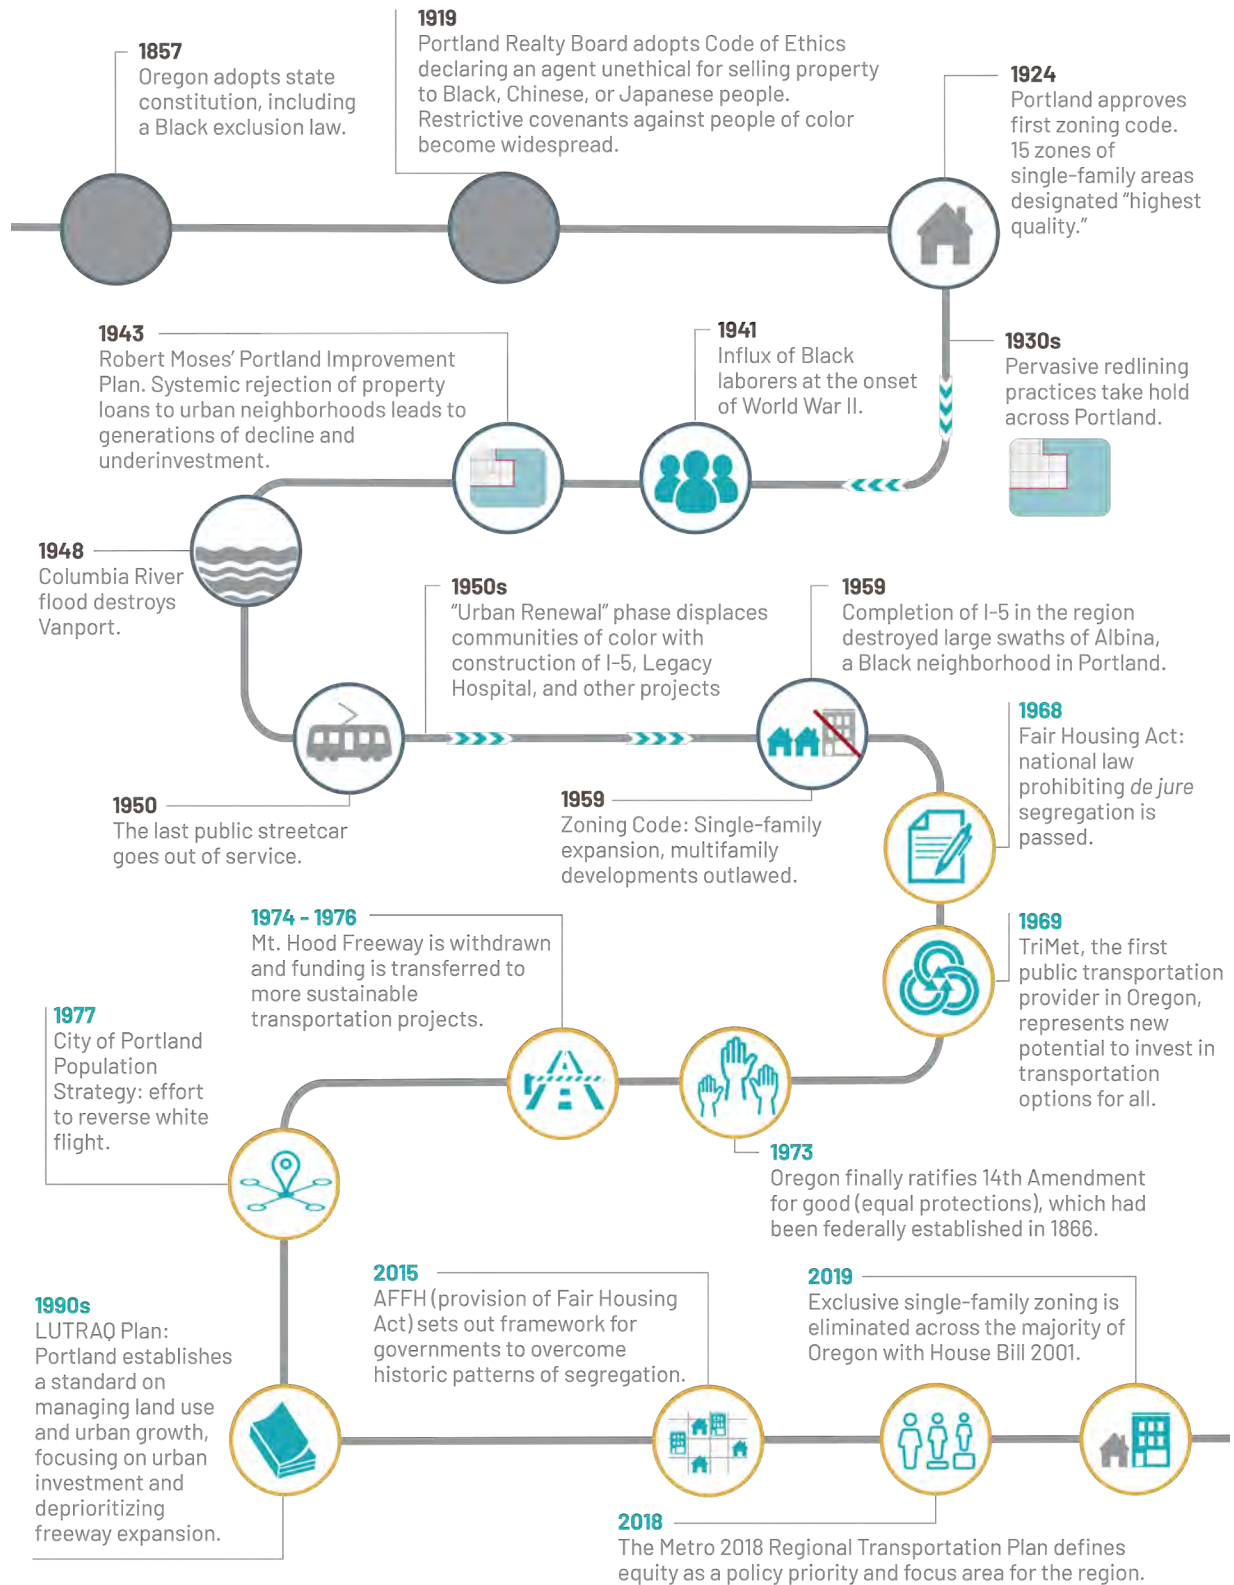 1857
Oregon adopts state
constitution, including
a Black exclusion law.
1919
Portland Realty Board adopts Code of Ethics
declaring an agent unethical for selling property
to Black, Chinese, or Japanese people.
Restrictive covenants against people of color
become widespread.
1924
Portland approves
first zoning code.
15 zones of
single-family areas
designated “highest
quality.”
1930s
Pervasive redlining
practices take hold
across Portland.
1941
Influx of Black
laborers at the onset
of World War II.
1943
Robert Moses’ Portland Improvement
Plan. Systemic rejection of property
loans to urban neighborhoods leads to
generations of decline and
underinvestment.
1948
Columbia River
flood destroys
Vanport.
1950
The last public streetcar
goes out of service.
1950s
“Urban Renewal” phase displaces
communities of color with
construction of I-5, Legacy
Hospital, and other projects
1959
Completion of I-5 in the region
destroyed large swaths of Albina,
a Black neighborhood in Portland.
1959
Zoning Code: Single-family
expansion, multifamily
developments outlawed.
1968
Fair Housing Act:
national law
prohibiting de jure
segregation is
passed.
1969
TriMet, the first
public transportation
provider in Oregon,
represents new
potential to invest in
transportation
options for all.
1973
Oregon finally ratifies 14th Amendment
for good (equal protections), which had
been federally established in 1866.
1974 - 1976
Mt. Hood Freeway is withdrawn
and funding is transferred to
more sustainable
transportation projects.
1977
City of Portland
Population
Strategy: effort
to reverse white
flight.
1990s
LUTRAQ Plan:
Portland establishes
a standard on
managing land use
and urban growth,
focusing on urban
investment and
deprioritizing
freeway expansion.
2015
AFFH (provision of Fair Housing
Act) sets out framework for
governments to overcome
historic patterns of segregation.
2018
The Metro 2018 Regional Transportation Plan defines
equity as a policy priority and focus area for the region.
2019
Exclusive single-family zoning is
eliminated across the majority of
Oregon with House Bill 2001.